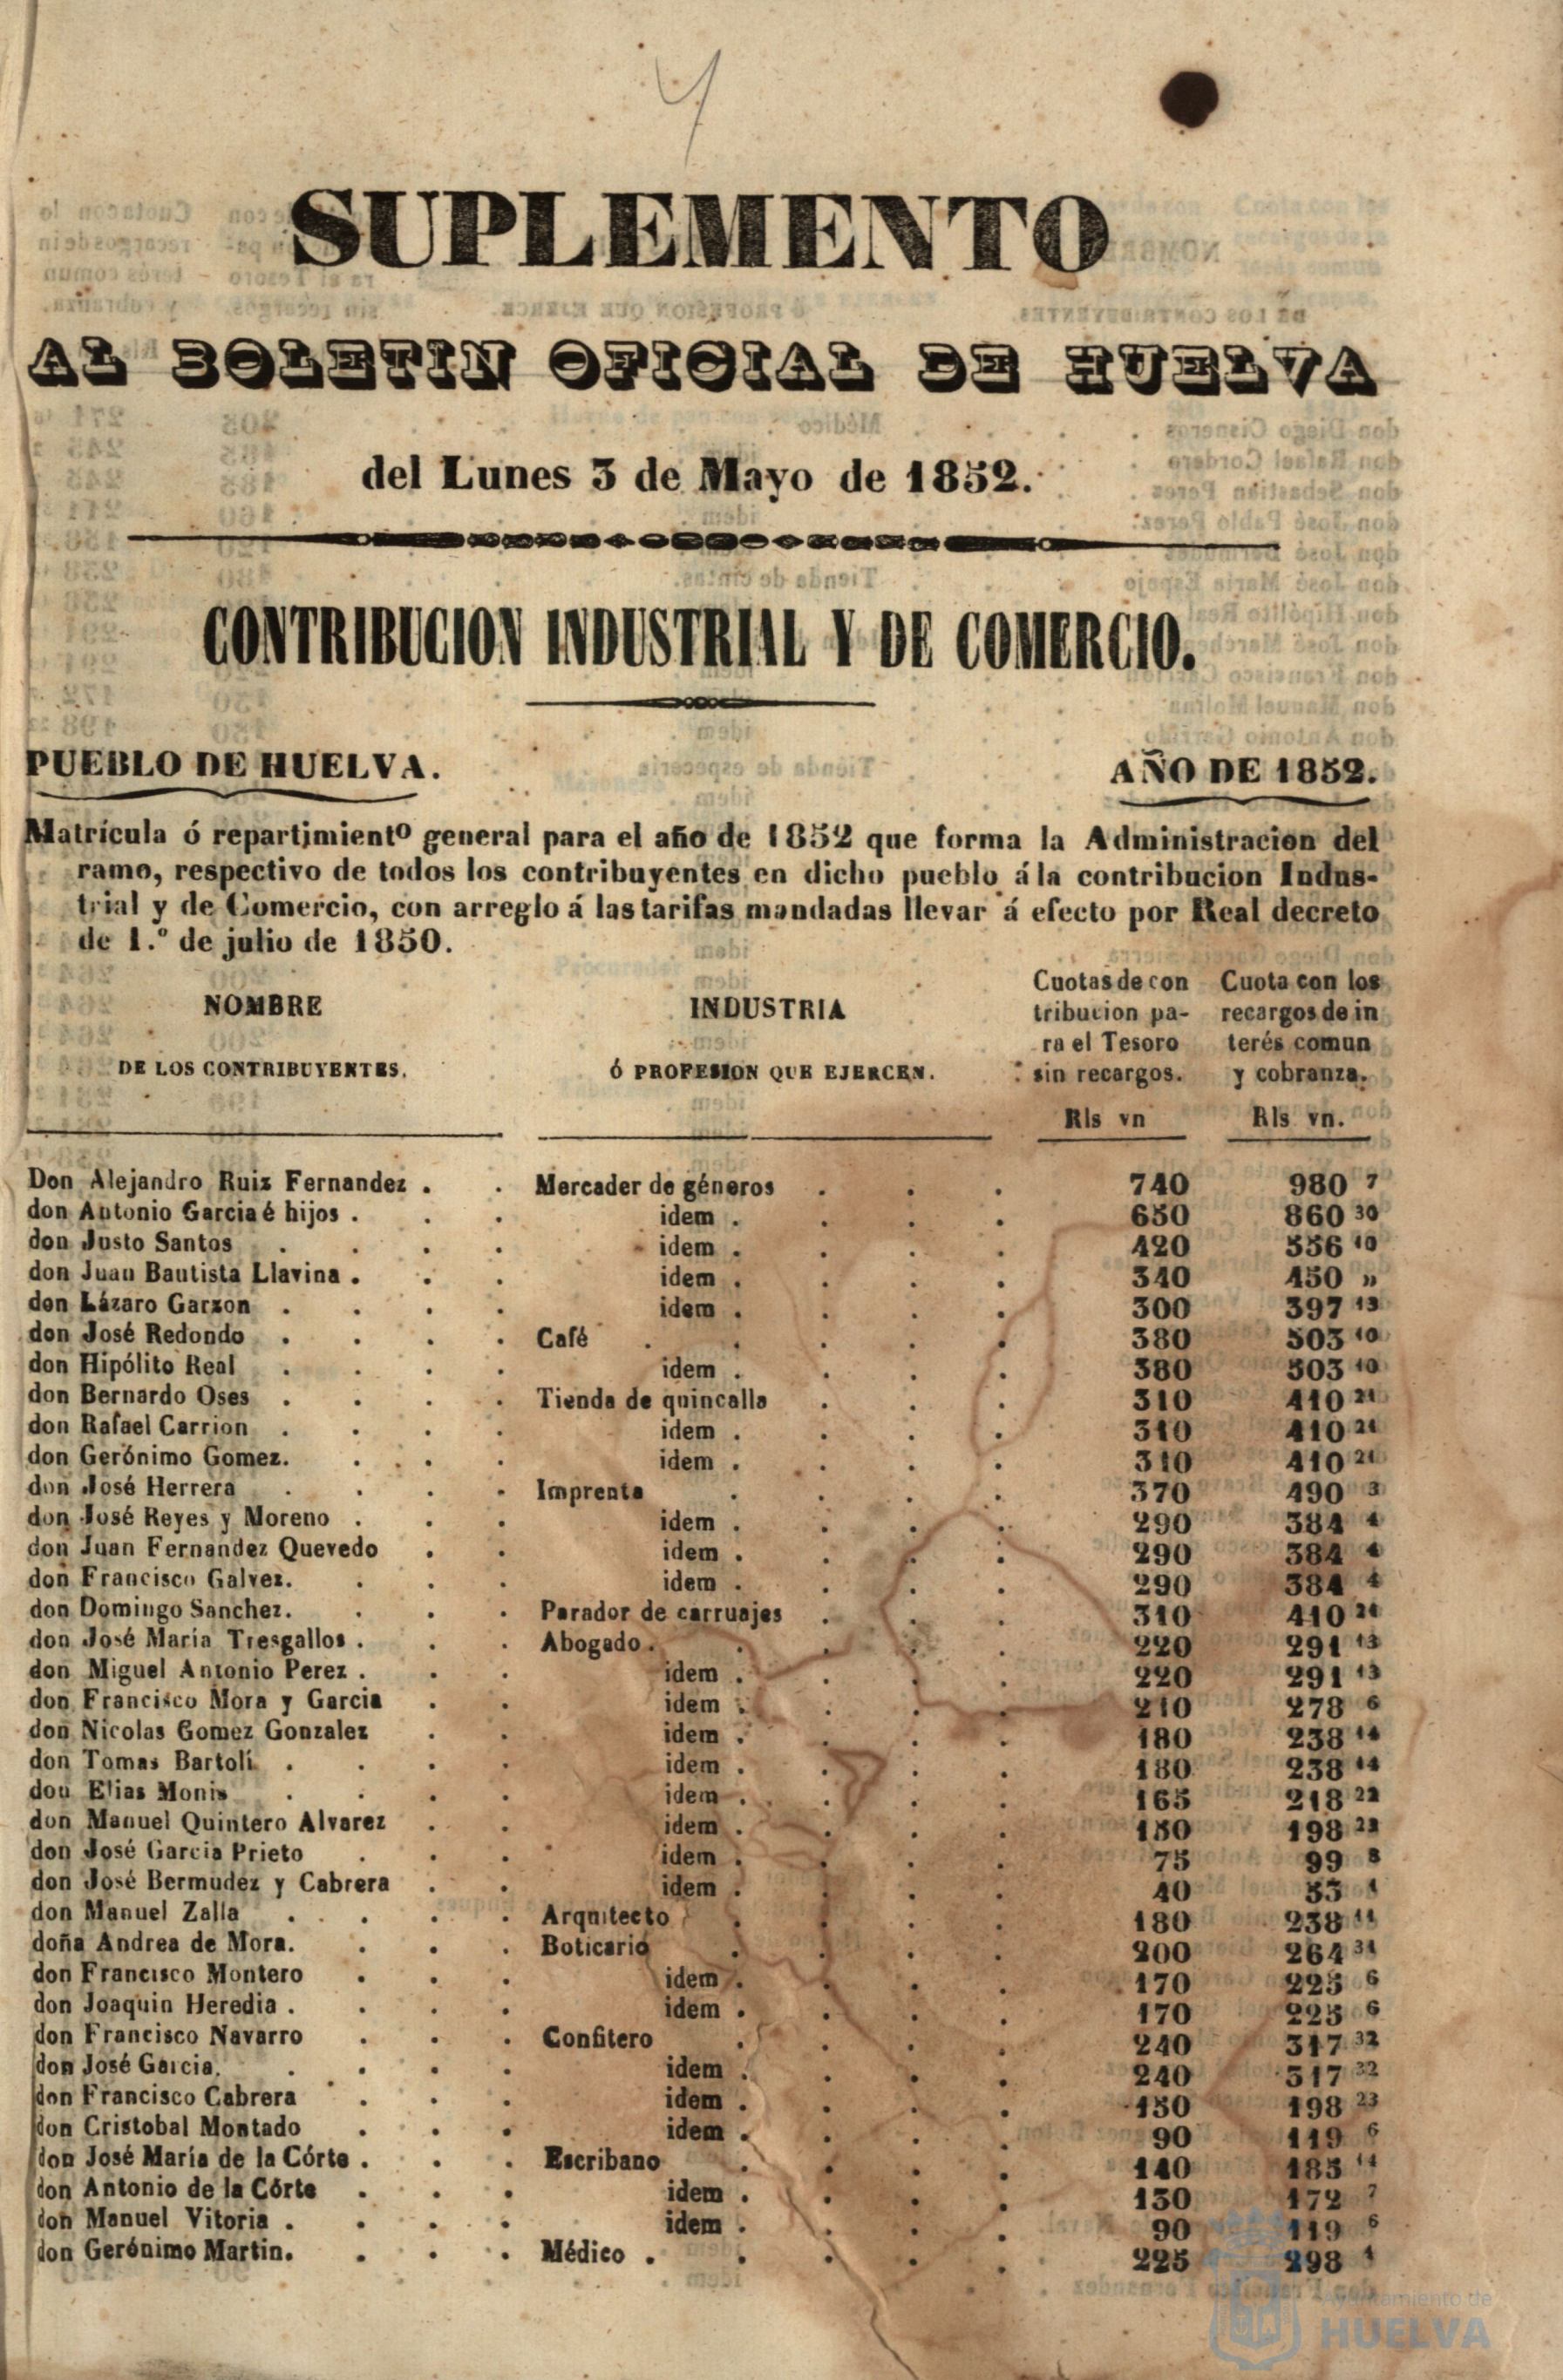 SUPLEMENTO
AL BOLETIN OFICIAL DE HUELVA
del Lunes 3 de Mayo de 1852.
CONTRIBUCION INDUSTRIAL Y DE COMERCIO.
PUEBLO DE HUELVA. AÑO DE 1852.
Matrícula ó repartimiento general para el año de 1852 que forma la Administracion del
ramo, respectivo de todos los contribuyentes en dicho pueblo á la contribucion Indus-
trial y de Comercio, con arreglo á las tarifas mandadas llevar á efecto por Real decreto
de 1.º de julio de 1850.
NOMBRE
DE LOS CONTRIBUYENTES.
INDUSTRIA
Ó PROFESION QUE EJERCEN.
Cuotas de con
tribucion pa-
ra el Tesoro
sin recargos.
Rls vn
Cuota con los
recargos de in
terés comun
y cobranza.
Rls vn.
Don Alejandro Ruiz Fernandez . . Mercader de géneros . . . 740 980 7
don Antonio Garcia é hijos . . . idem . . . . 650 860 30
don Justo Santos . . . . idem . . . . 420 556 10
don Juan Bautista Llavina . . . idem . . . . 340 450 »
don Lázaro Garzon . . . . idem . . . . 300 397 13
don José Redondo . . . . Café . . . . . 380 503 10
don Hipólito Real . . . . idem . . . . 380 503 10
don Bernardo Oses . . . . Tienda de quincalla . . . 310 410 21
don Rafael Carrion . . . . idem . . . . 310 410 21
don Gerónimo Gomez. . . . idem . . . . 310 410 21
don José Herrera . . . . Imprenta . . . . 370 490 3
don José Reyes y Moreno . . . idem . . . . 290 384 4
don Juan Fernandez Quevedo . . idem . . . . 290 384 4
don Francisco Galvez. . . . idem . . . . 290 384 4
don Domingo Sanchez. . . . Parador de carruajes . . . 310 410 21
don José Maria Tresgallos . . . Abogado . . . . . 220 291 13
don Miguel Antonio Perez . . . idem . . . . 220 291 13
don Francisco Mora y Garcia . . idem . . . . 210 278 6
don Nicolas Gomez Gonzalez . . idem . . . . 180 238 14
don Tomas Bartoli . . . . idem . . . . 180 238 14
don Elias Monis . . . . idem . . . . 165 218 22
don Manuel Quintero Alvarez . . idem . . . . 150 198 23
don José Garcia Prieto . . . idem . . . . 75 99 8
don José Bermudez y Cabrera . . idem . . . . 40 53 1
don Manuel Zalla . . . . Arquitecto . . . . 180 238 14
doña Andrea de Mora. . . . Boticario . . . . 200 264 31
don Francisco Montero . . . idem . . . . 170 225 6
don Joaquin Heredia . . . . idem . . . . 170 225 6
don Francisco Navarro . . . Confitero . . . . 240 317 32
don José Garcia. . . . . idem . . . . 240 317 32
don Francisco Cabrera . . . idem . . . . 150 198 23
don Cristobal Montado . . . idem . . . . 90 119 6
don José María de la Córte . . . Escribano . . . . 140 185 14
don Antonio de la Córte . . . idem . . . . 130 172 7
don Manuel Vitoria . . . . idem . . . . 90 119 6
don Gerónimo Martin. . . . Médico . . . . . 225 298 1
Ayuntamiento de
HUELVA